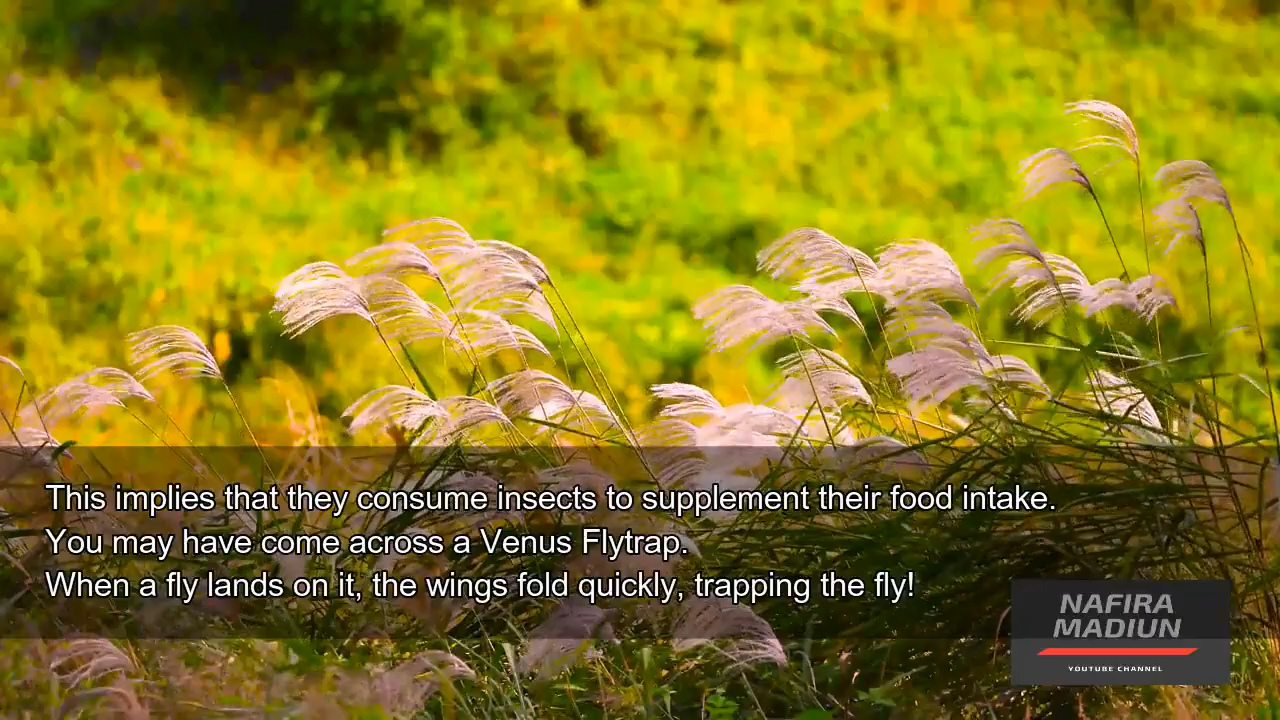 This implies that they consume insects to supplement their food intake.
You may have come across a Venus Flytrap.
When a fly lands on it, the wings fold quickly, trapping the fly!
NAFIRA
MADIUN
YOUTUBE CHANNEL